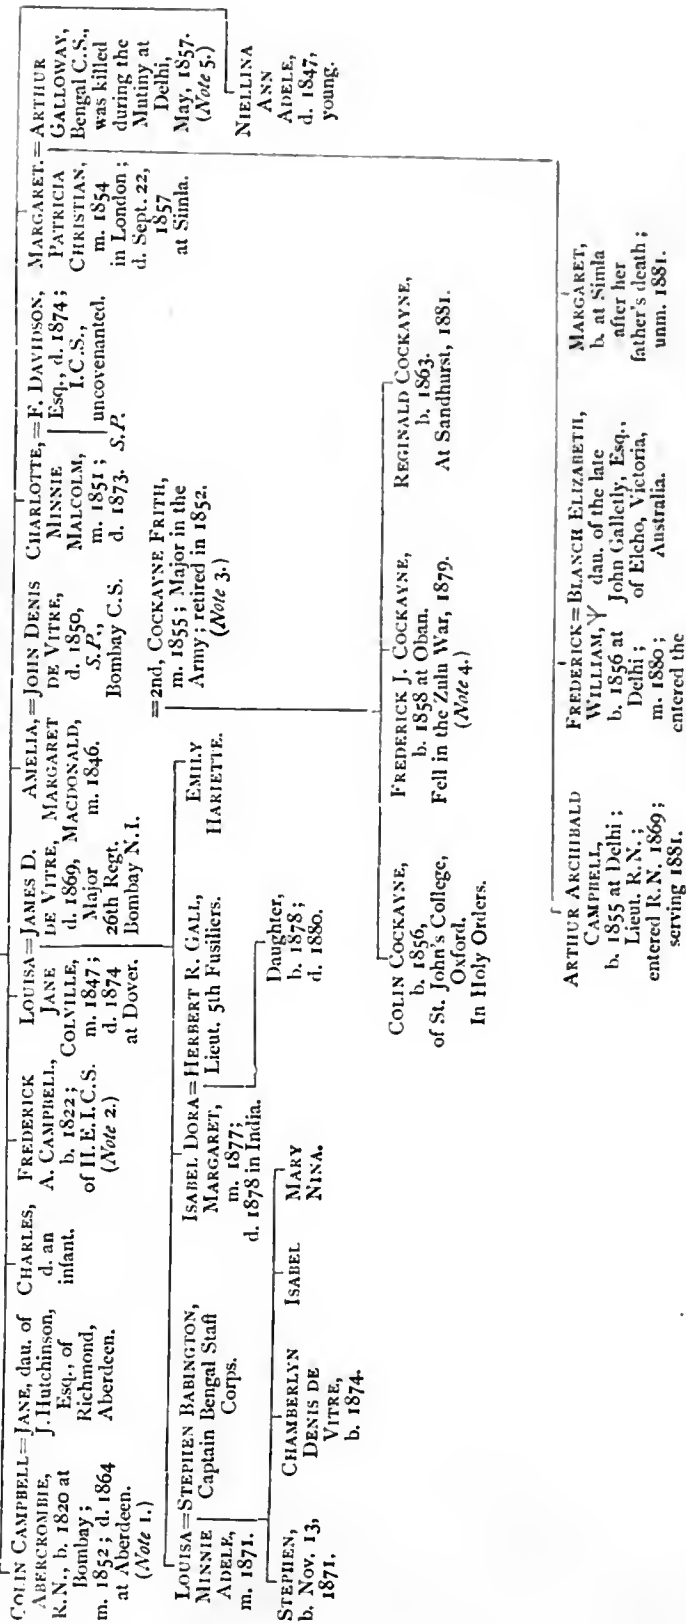 COLIN CAMPBELL=JANE, dau. of
ABERCROMBIE, J. Hutchinson,
R.N., b. 1820 at Esq., of
Bombay; Richmond,
m. 1852; d. 1864 Aberdeen.
at Aberdeen.
(Note 1.)
CHARLES,
d. an
infant.
FREDERICK
A. CAMPBELL,
b. 1822;
of H.E.I.C.S.
(Note 2.)
LOUISA=JAMES D.
JANE DE VITRE,
COLVILLE, d. 1869,
m. 1847; Major
d. 1874 26th Regt.
at Dover. Bombay N.I.
AMELIA,=JOHN DENIS
MARGARET DE VITRE,
MACDONALD, d. 1850,
m. 1846. S.P.,
Bombay C.S.
=2nd, COCKAYNE FRITH,
m. 1855; Major in the
Army; retired in 1852.
(Note 3.)
CHARLOTTE,=F. DAVIDSON,
MINNIE Esq., d. 1874;
MALCOLM, I.C.S.,
m. 1851; uncovenanted.
d. 1873. S.P.
MARGARET.=ARTHUR
PATRICIA GALLOWAY,
CHRISTIAN, Bengal C.S.,
m. 1854 was killed
in London; during the
d. Sept. 22, Mutiny at
1857 Delhi,
at Simla. May, 1857.
(Note 5.)
NIELLINA
ANN
ADELE,
d. 1847,
young.
LOUISA=STEPHEN BABINGTON,
MINNIE Captain Bengal Staff
ADELE, Corps.
m. 1871.
ISABEL DORA=HERBERT R. GALL,
MARGARET, Lieut. 5th Fusiliers.
m. 1877;
d. 1878 in India.
EMILY
HARIETTE.
STEPHEN,
b. Nov. 13,
1871.
CHAMBERLYN
DENIS DE
VITRE,
b. 1874.
ISABEL
MARY
NINA.
Daughter,
b. 1878;
d. 1880.
COLIN COCKAYNE,
b. 1856,
of St. John's College,
Oxford.
In Holy Orders.
FREDERICK J. COCKAYNE,
b. 1858 at Oban.
Fell in the Zulu War, 1879.
(Note 4.)
REGINALD COCKAYNE,
b. 1863.
At Sandhurst, 1881.
ARTHUR ARCHIBALD
CAMPBELL,
b. 1855 at Delhi;
Lieut. R.N.;
entered R.N. 1869;
serving 1881.
FREDERICK=BLANCH ELIZABETH,
WILLIAM, dau. of the late
b. 1856 at John Galletly, Esq.,
Delhi; of Elcho, Victoria,
m. 1880; Australia.
entered the
MARGARET,
b. at Simla
after her
father's death;
unm. 1881.